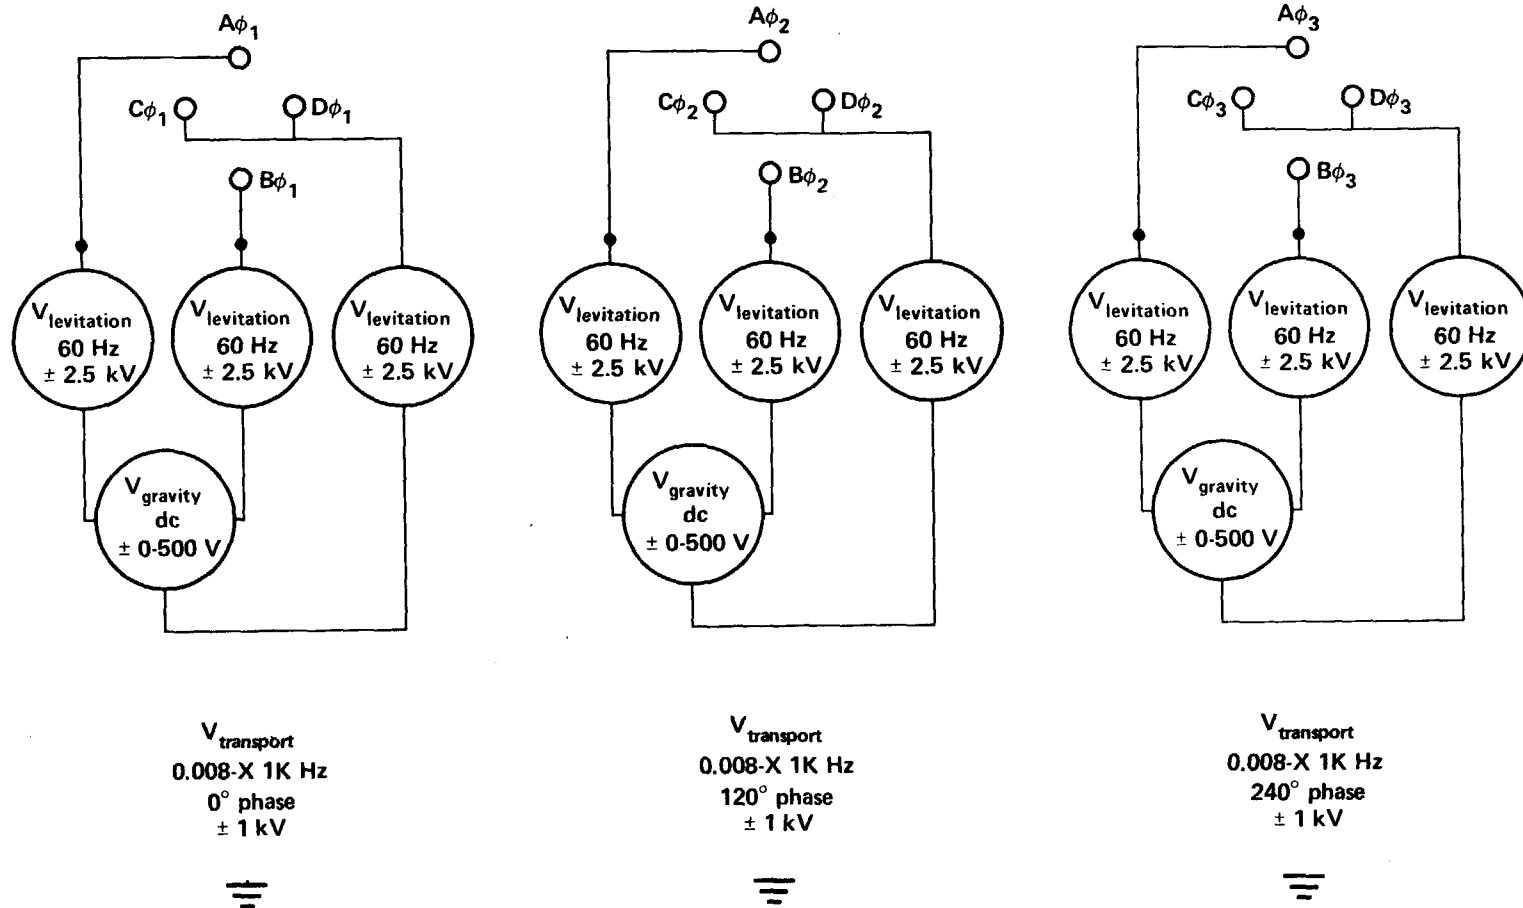 Aϕ1
Cϕ1
Dϕ1
Bϕ1
Vlevitation
60 Hz
± 2.5 kV
Vlevitation
60 Hz
± 2.5 kV
Vlevitation
60 Hz
± 2.5 kV
Vgravity
dc
± 0-500 V
Vtransport
0.008-X 1K Hz
0° phase
± 1 kV
Aϕ2
Cϕ2
Dϕ2
Bϕ2
Vlevitation
60 Hz
± 2.5 kV
Vlevitation
60 Hz
± 2.5 kV
Vlevitation
60 Hz
± 2.5 kV
Vgravity
dc
± 0-500 V
Vtransport
0.008-X 1K Hz
120° phase
± 1 kV
Aϕ3
Cϕ3
Dϕ3
Bϕ3
Vlevitation
60 Hz
± 2.5 kV
Vlevitation
60 Hz
± 2.5 kV
Vlevitation
60 Hz
± 2.5 kV
Vgravity
dc
± 0-500 V
Vtransport
0.008-X 1K Hz
240° phase
± 1 kV